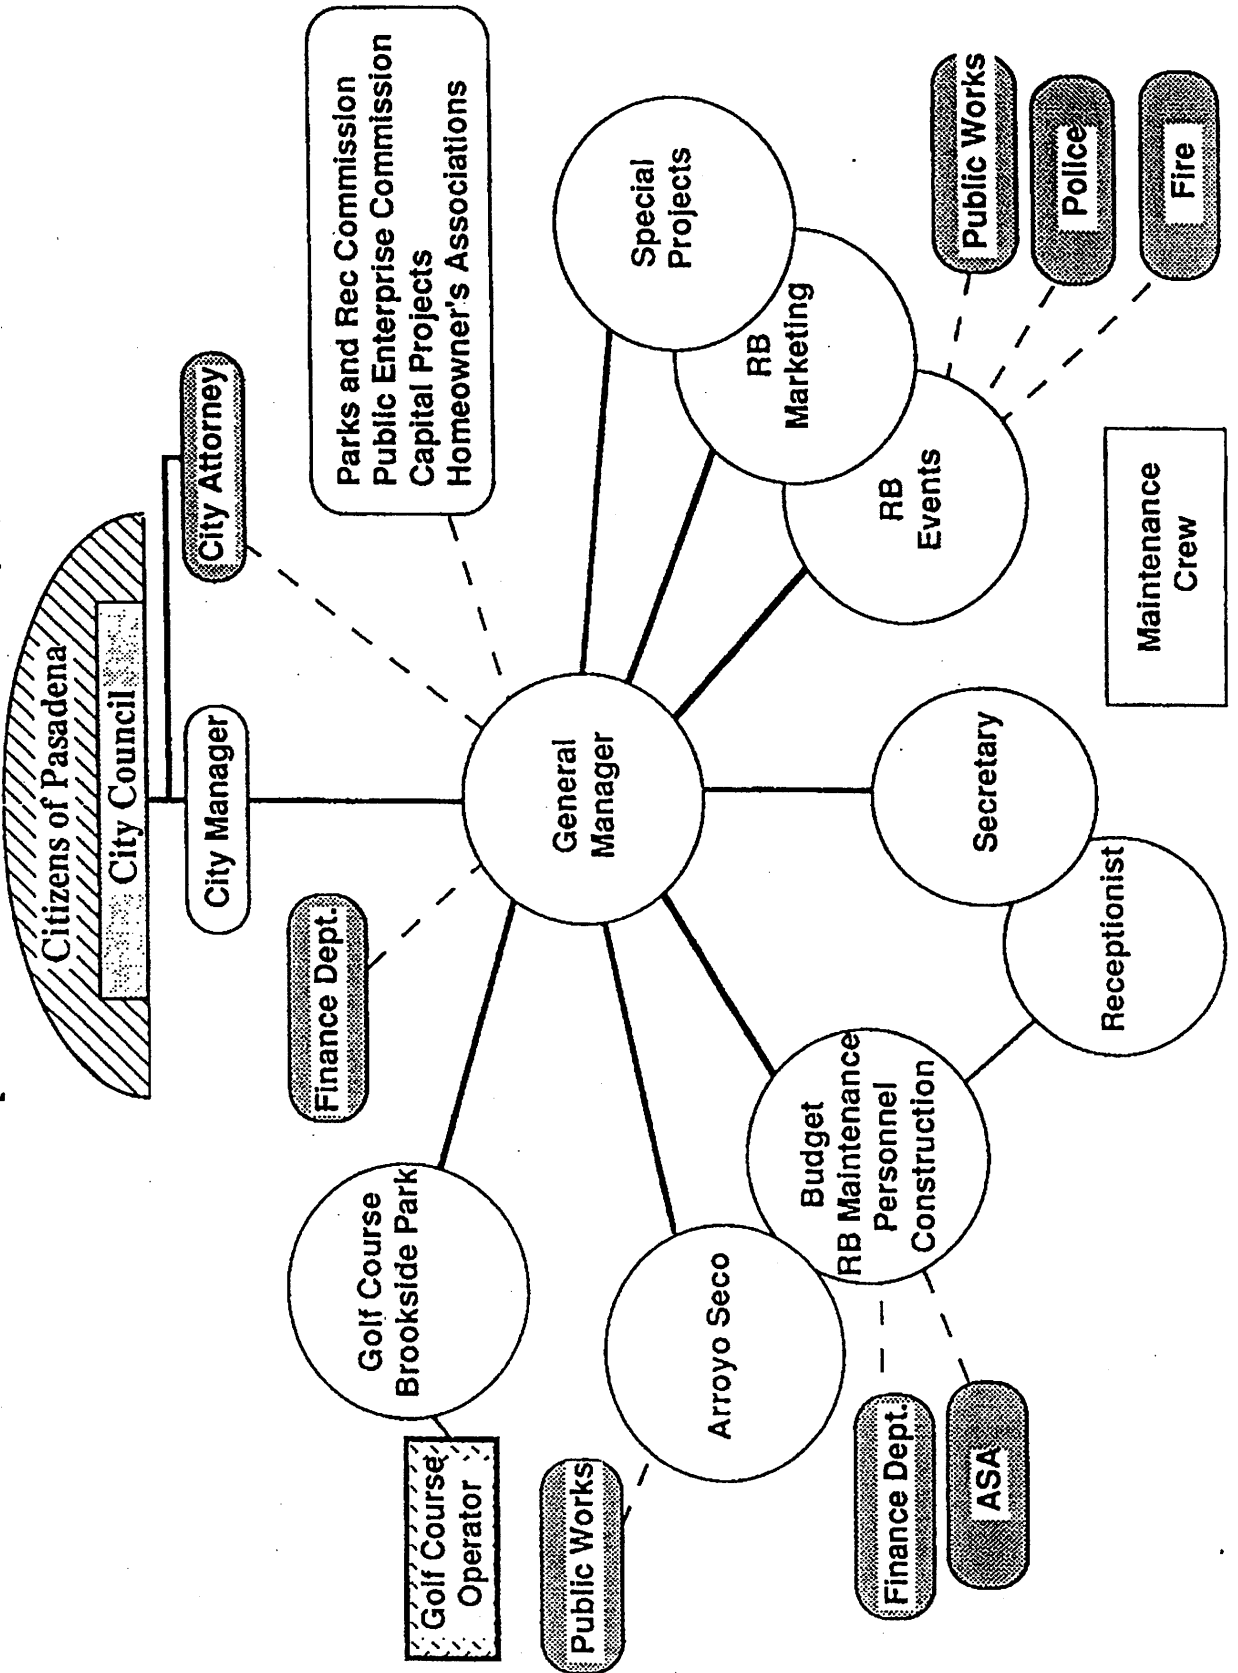 Citizens of Pasadena
City Council
City Manager
City Attorney
Finance Dept.
Parks and Rec Commission
Public Enterprise Commission
Capital Projects
Homeowner's Associations
General
Manager
Golf Course
Brookside Park
Golf Course
Operator
Public Works
Arroyo Seco
Budget
RB Maintenance
Personnel
Construction
Finance Dept.
ASA
Secretary
Receptionist
Special
Projects
RB
Marketing
RB
Events
Public Works
Police
Fire
Maintenance
Crew